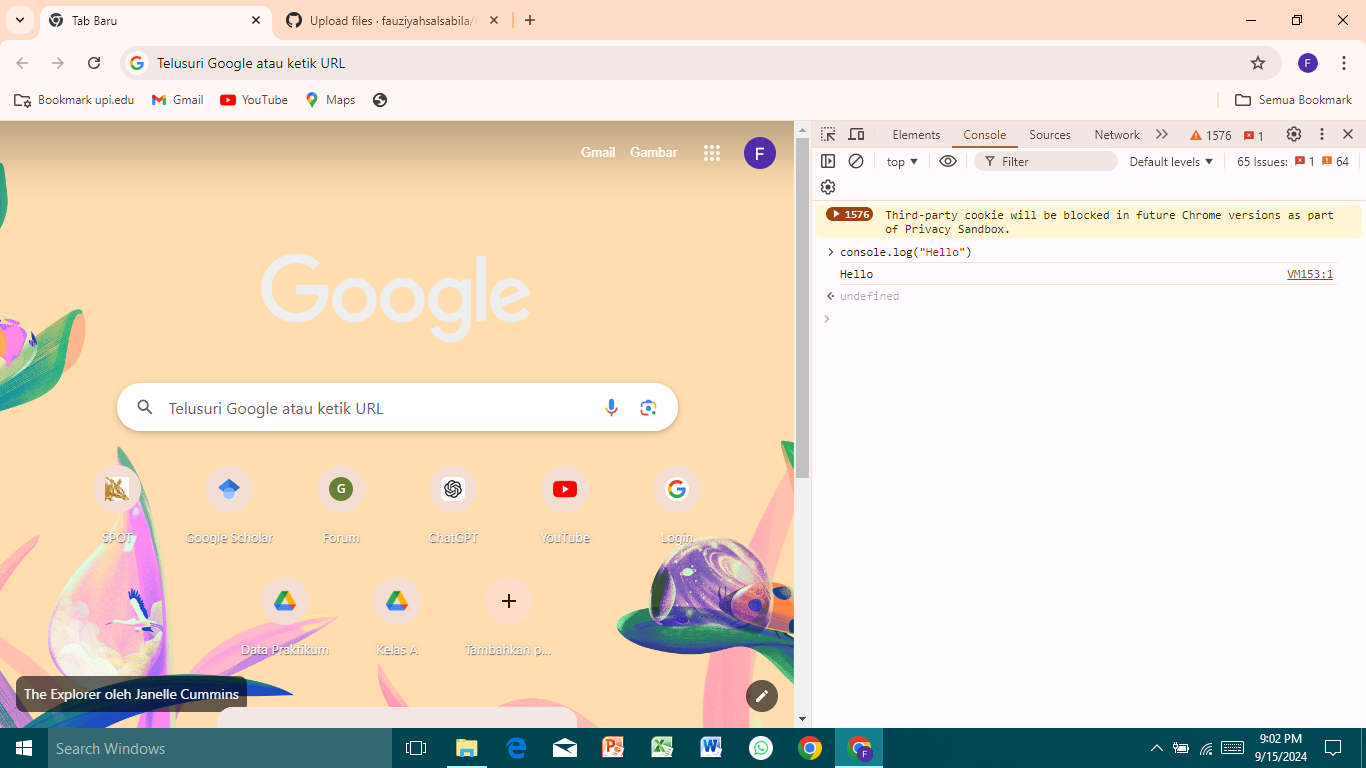 Tab Baru
Upload files · fauziyahsalsabila/
Telusuri Google atau ketik URL
F
Bookmark upi.edu
Gmail
YouTube
Maps
Semua Bookmark
Gmail
Gambar
F
Google
Telusuri Google atau ketik URL
SPOT
Google Scholar
G
Forum
ChatGPT
YouTube
Login
Data Praktikum
Kelas A
Tambahkan p...
The Explorer oleh Janelle Cummins
Elements
Console
Sources
Network
1576
1
top
Filter
Default levels
65 Issues:
1
64
1576
Third-party cookie will be blocked in future Chrome versions as part
of Privacy Sandbox.
console.log("Hello")
Hello
VM153:1
undefined
Search Windows
9:02 PM
9/15/2024